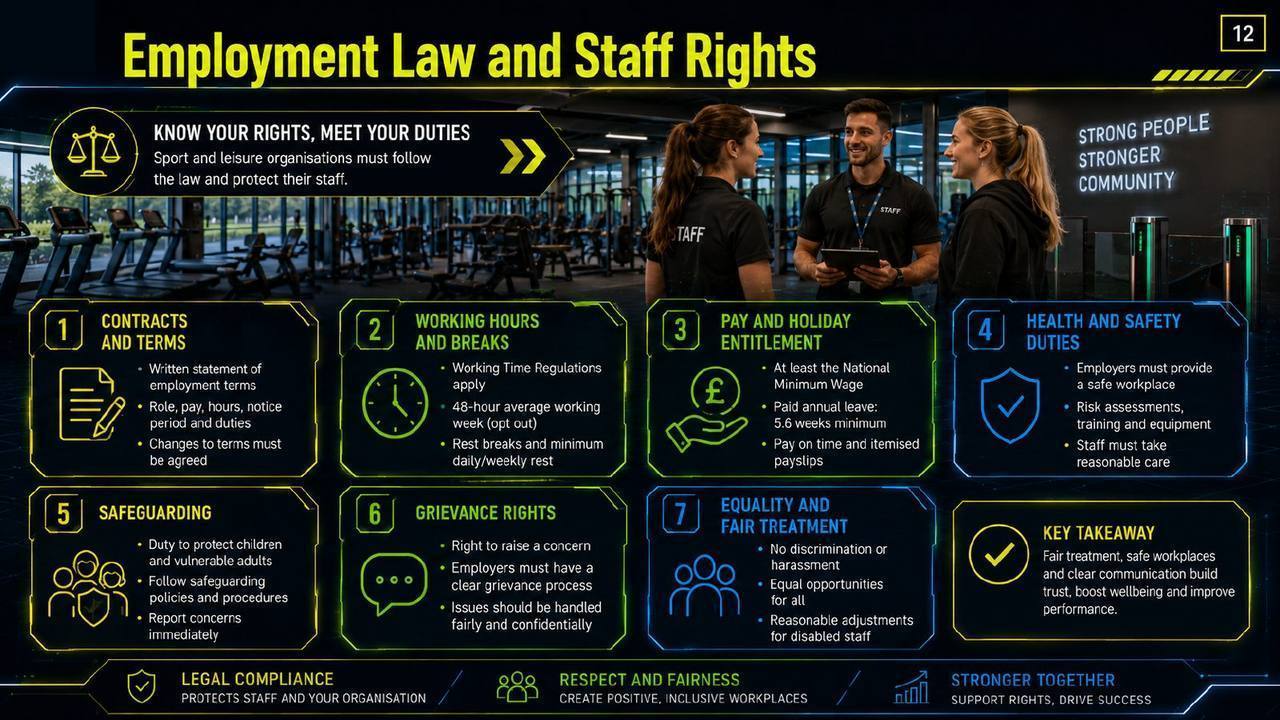 Employment Law and Staff Rights
12
KNOW YOUR RIGHTS, MEET YOUR DUTIES
Sport and leisure organisations must follow
the law and protect their staff.
STRONG PEOPLE
STRONGER
COMMUNITY
STAFF
STAFF
1
CONTRACTS
AND TERMS
• Written statement of
employment terms
• Role, pay, hours, notice
period and duties
• Changes to terms must
be agreed
2
WORKING HOURS
AND BREAKS
• Working Time Regulations
apply
• 48-hour average working
week (opt out)
• Rest breaks and minimum
daily/weekly rest
3
PAY AND HOLIDAY
ENTITLEMENT
£
• At least the National
Minimum Wage
• Paid annual leave:
5.6 weeks minimum
• Pay on time and itemised
payslips
4
HEALTH AND SAFETY
DUTIES
• Employers must provide
a safe workplace
• Risk assessments,
training and equipment
• Staff must take
reasonable care
5
SAFEGUARDING
• Duty to protect children
and vulnerable adults
• Follow safeguarding
policies and procedures
• Report concerns
immediately
6
GRIEVANCE RIGHTS
• Right to raise a concern
• Employers must have a
clear grievance process
• Issues should be handled
fairly and confidentially
7
EQUALITY AND
FAIR TREATMENT
• No discrimination or
harassment
• Equal opportunities
for all
• Reasonable adjustments
for disabled staff
KEY TAKEAWAY
Fair treatment, safe workplaces
and clear communication build
trust, boost wellbeing and improve
performance.
LEGAL COMPLIANCE
PROTECTS STAFF AND YOUR ORGANISATION
RESPECT AND FAIRNESS
CREATE POSITIVE, INCLUSIVE WORKPLACES
STRONGER TOGETHER
SUPPORT RIGHTS, DRIVE SUCCESS